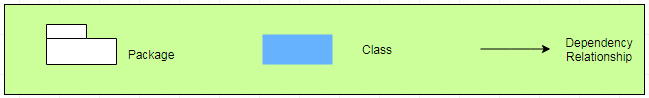 Package
Class
Dependency
Relationship